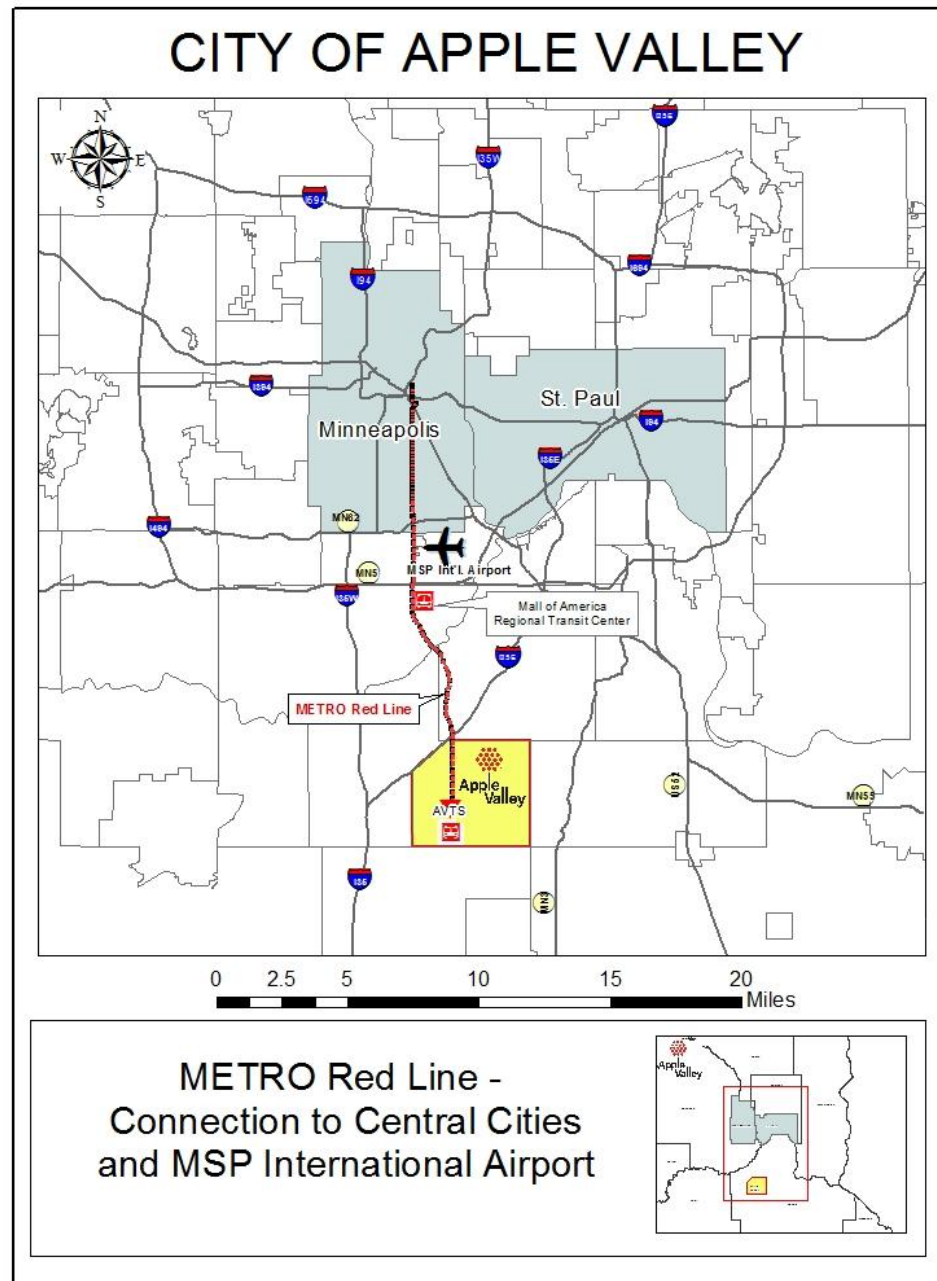 CITY OF APPLE VALLEY
N
W E
S
I35E
I35W
I694
I694
I94
I394
St. Paul
I94
Minneapolis
I35E
MN62
I494
MSP Int'l. Airport
MN5
I35W
Mall of America
Regional Transit Center
I35E
METRO Red Line
Apple
Valley
AVTS
US52
MN55
I35
MN3
0 2.5 5 10 15 20
Miles
METRO Red Line -
Connection to Central Cities
and MSP International Airport
Apple
Valley